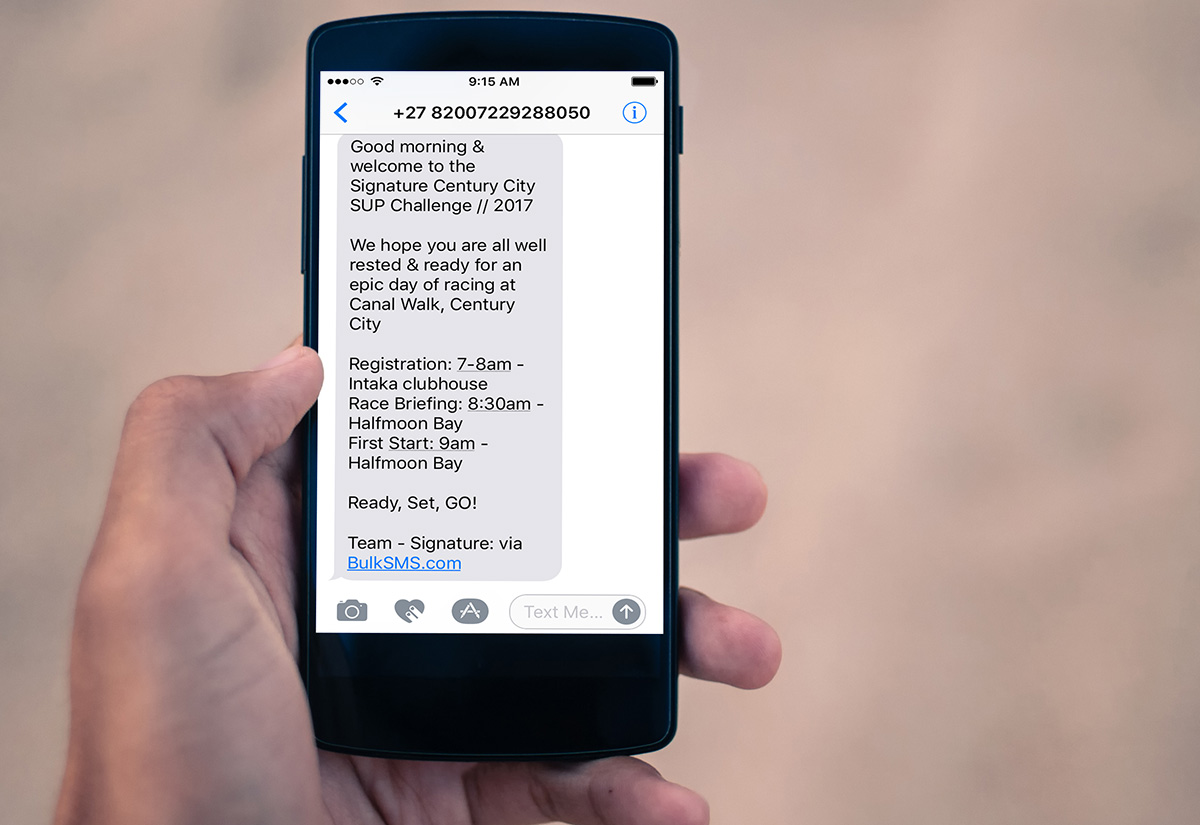 9:15 AM
+27 82007229288050
Good morning &
welcome to the
Signature Century City
SUP Challenge // 2017
We hope you are all well
rested & ready for an
epic day of racing at
Canal Walk, Century
City
Registration: 7-8am -
Intaka clubhouse
Race Briefing: 8:30am -
Halfmoon Bay
First Start: 9am -
Halfmoon Bay
Ready, Set, GO!
Team - Signature: via
BulkSMS.com
Text Me...